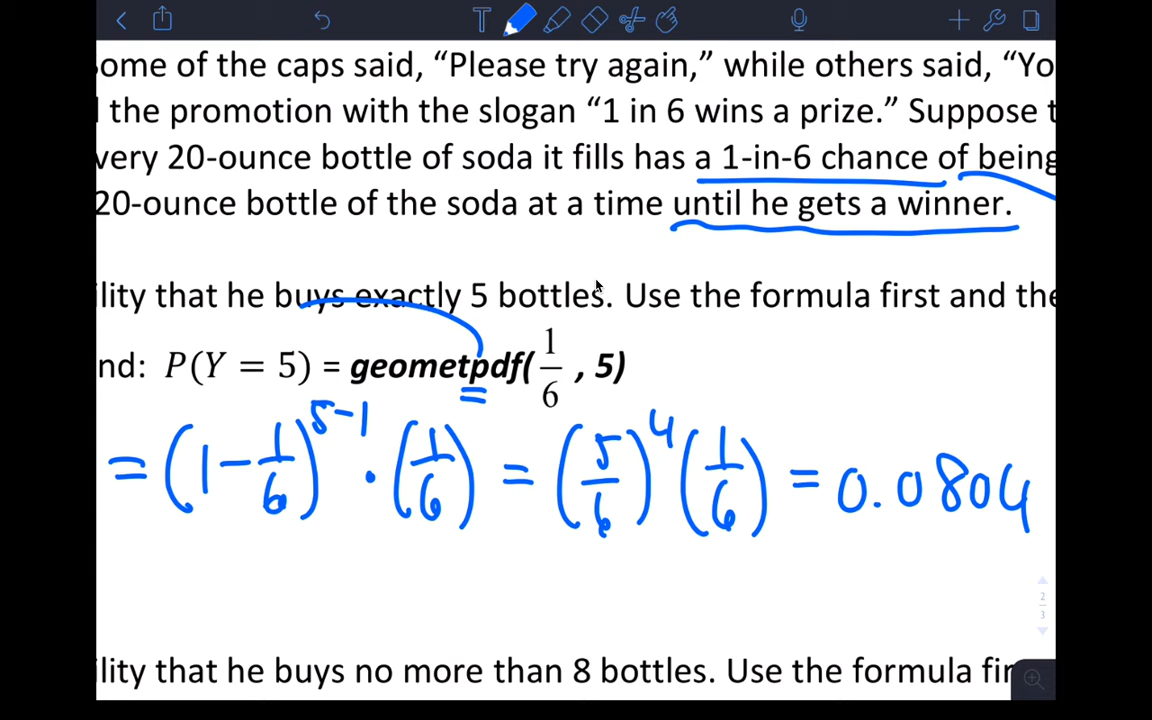 ome of the caps said, “Please try again,” while others said, “Yo
the promotion with the slogan “1 in 6 wins a prize.” Suppose t
very 20-ounce bottle of soda it fills has a 1-in-6 chance of being
20-ounce bottle of the soda at a time until he gets a winner.
ility that he buys exactly 5 bottles. Use the formula first and the
nd: P(Y = 5) = geometpdf(1/6 , 5)
= (1 - 1/6)^5-1 · (1/6) = (5/6)^4 (1/6) = 0.0804
2/3
ility that he buys no more than 8 bottles. Use the formula fir